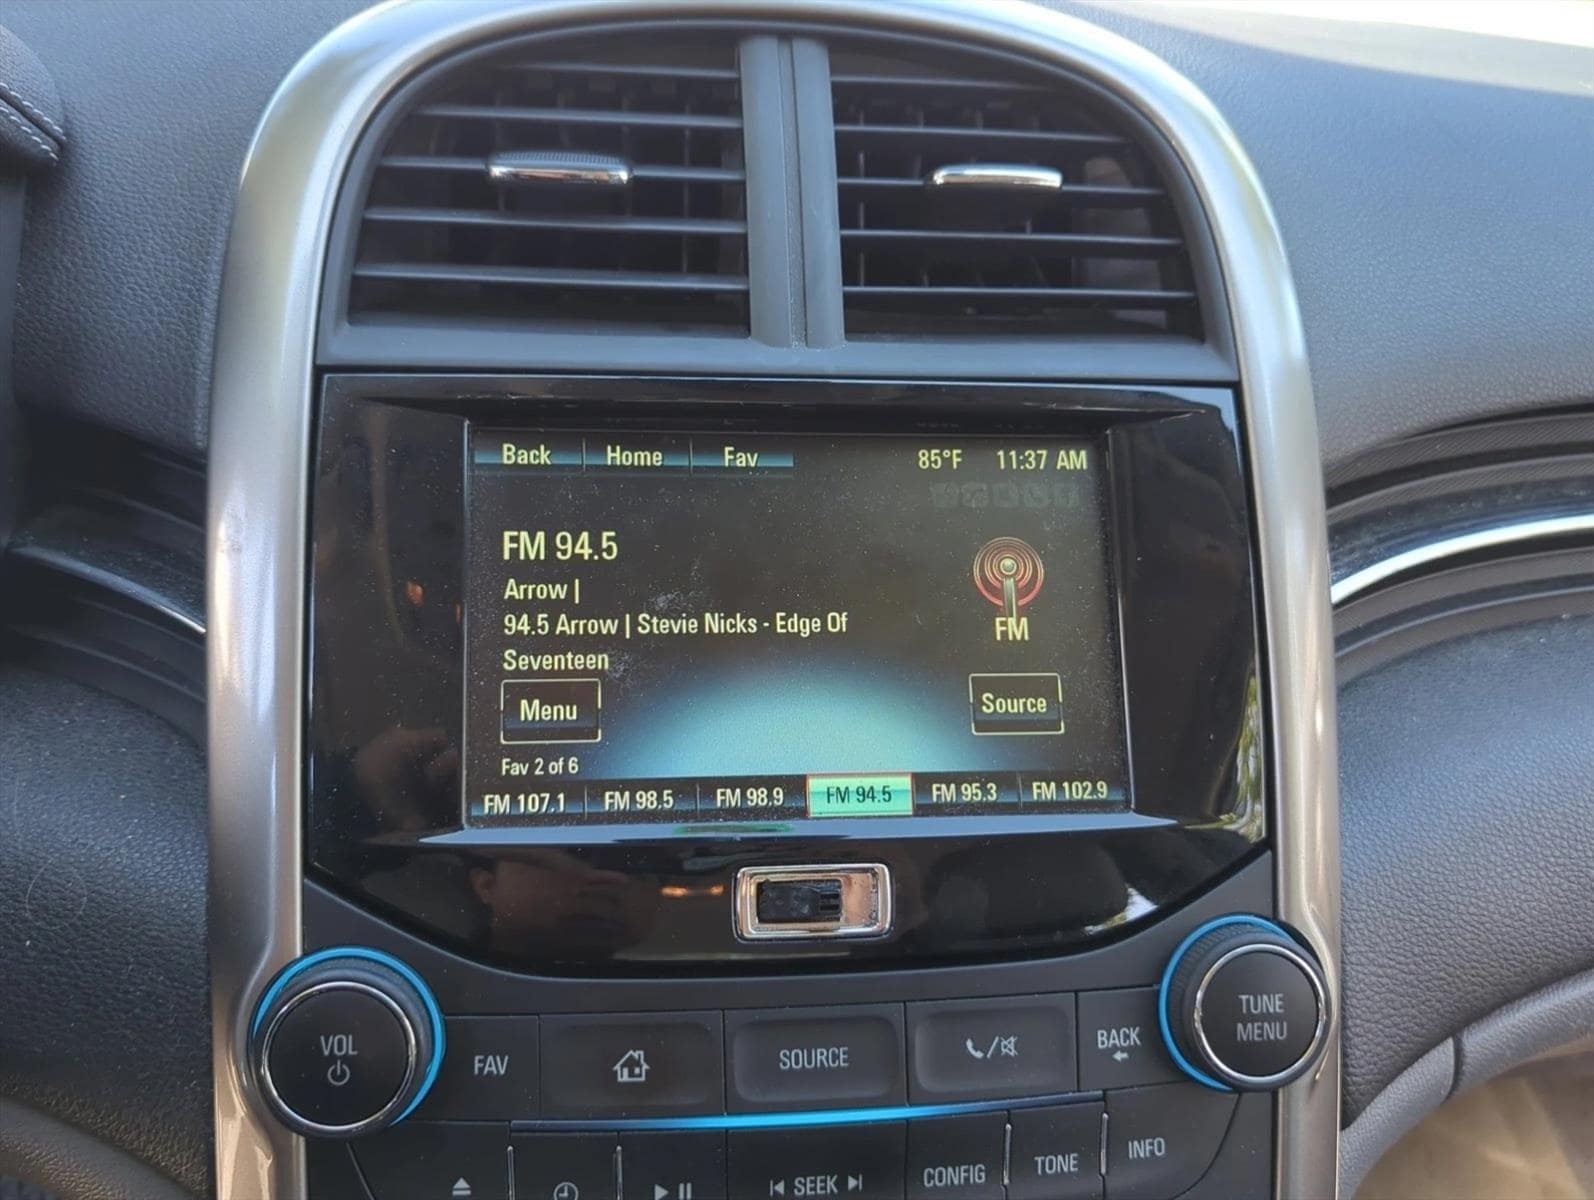 Back Home Fav 85°F 11:37 AM
FM 94.5
Arrow |
94.5 Arrow | Stevie Nicks - Edge Of
Seventeen
FM
Menu
Source
Fav 2 of 6
FM 107.1 FM 98.5 FM 98.9 FM 94.5 FM 95.3 FM 102.9
VOL
FAV
SOURCE
BACK
TUNE
MENU
SEEK
CONFIG
TONE
INFO